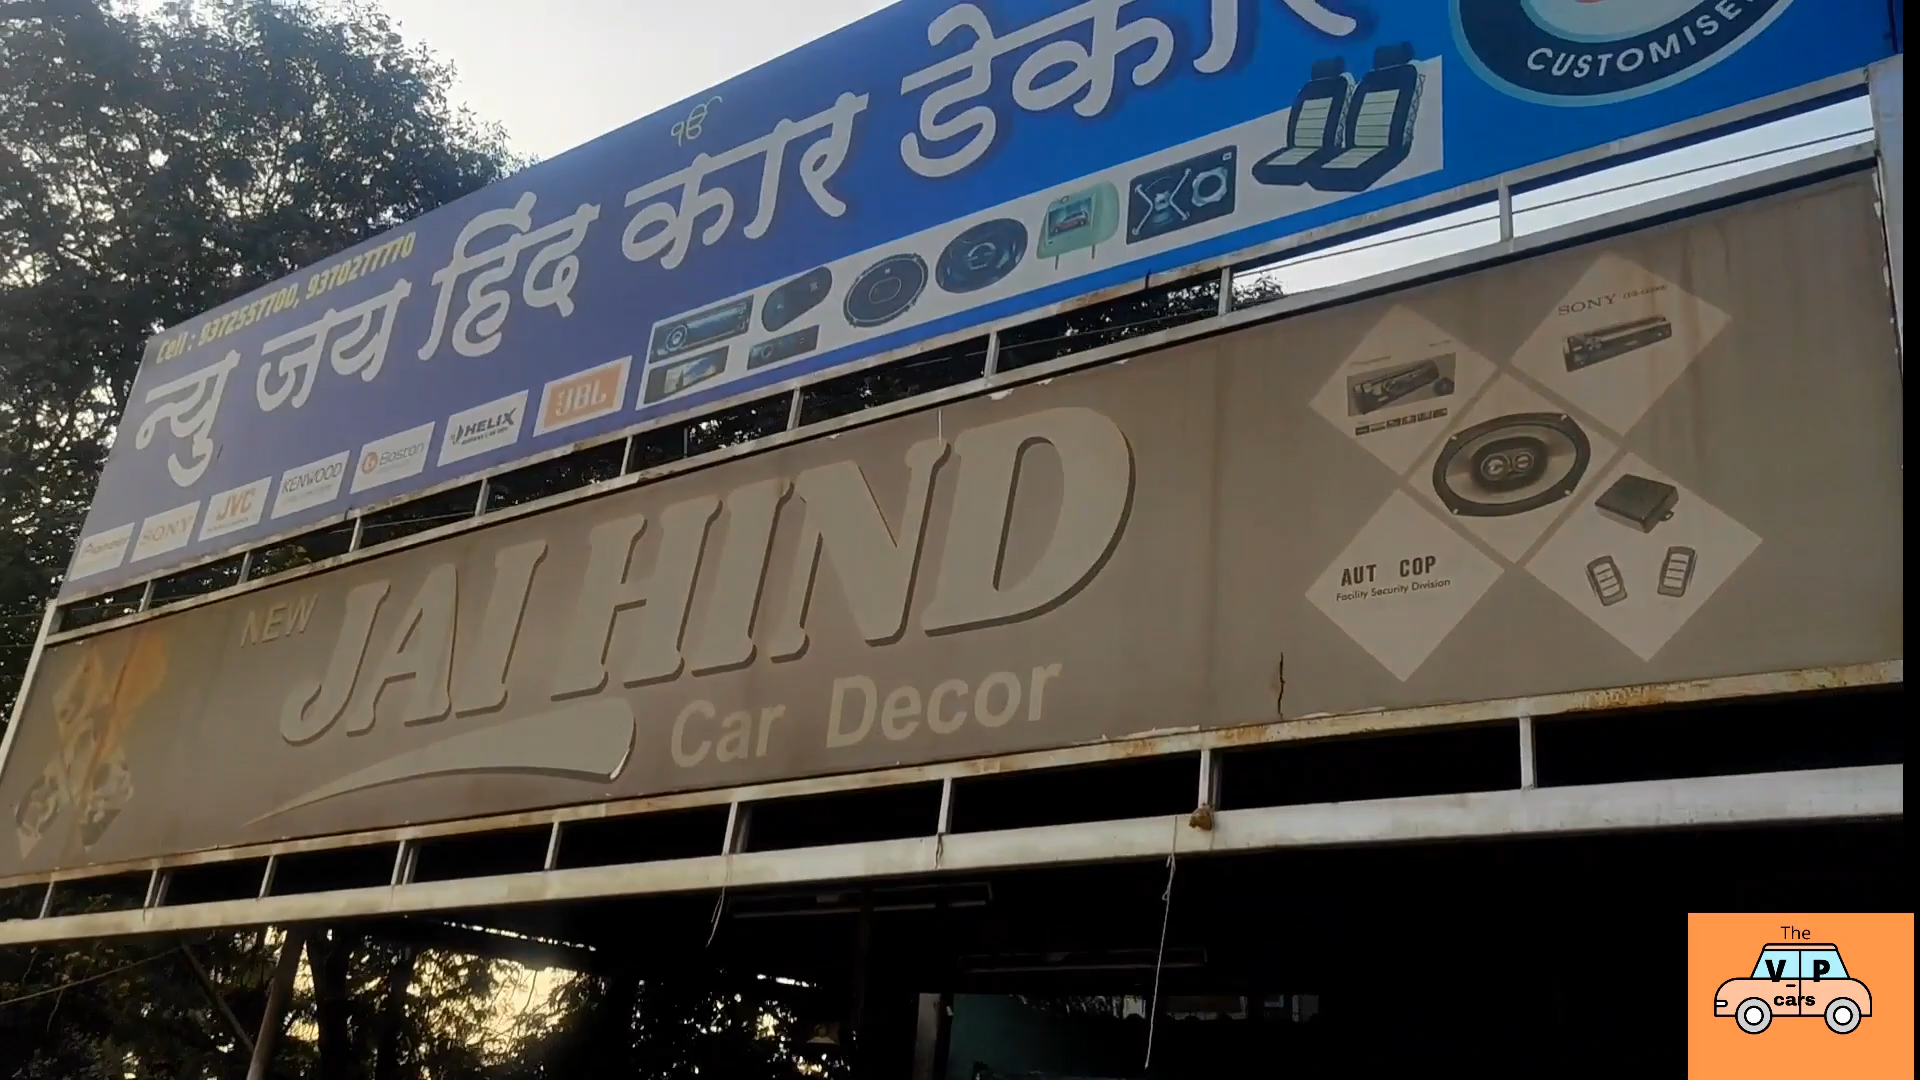 ੴ
Cell : 9372557700, 9370277770
न्यु जय हिंद कार डेकोर
CUSTOMISE
Pioneer
SONY
JVC
KENWOOD
Boston
HELIX
JBL
NEW
JAI HIND
Car Decor
SONY
AUT COP
Facility Security Division
The
V-P
cars